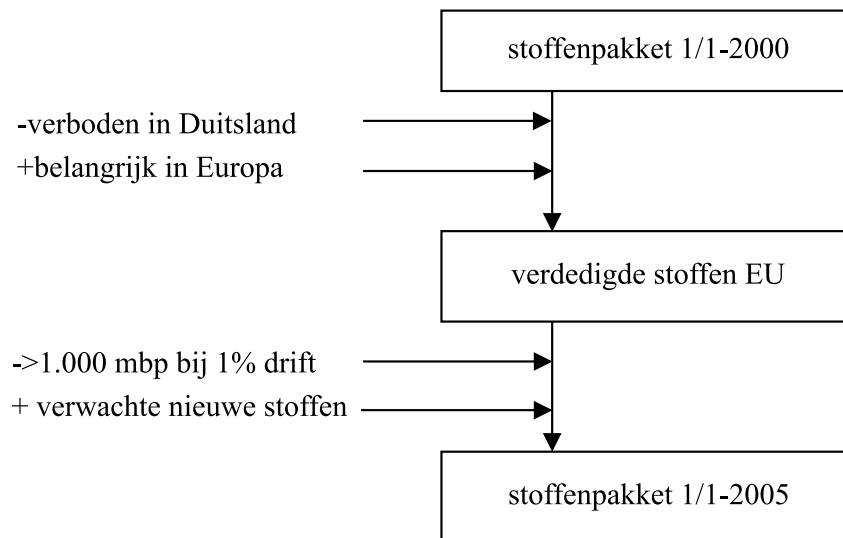 stoffenpakket 1/1-2000
-verboden in Duitsland
+belangrijk in Europa
verdedigde stoffen EU
->1.000 mbp bij 1% drift
+ verwachte nieuwe stoffen
stoffenpakket 1/1-2005